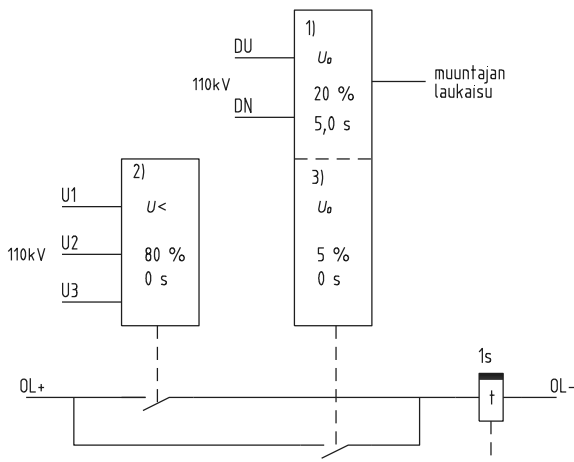 1)
DU
U₀
110kV
20 %
muuntajan
laukaisu
DN
5,0 s
2)
3)
U1
U<
U₀
U2
110kV
80 %
5 %
0 s
0 s
U3
1s
OL+
t
OL-